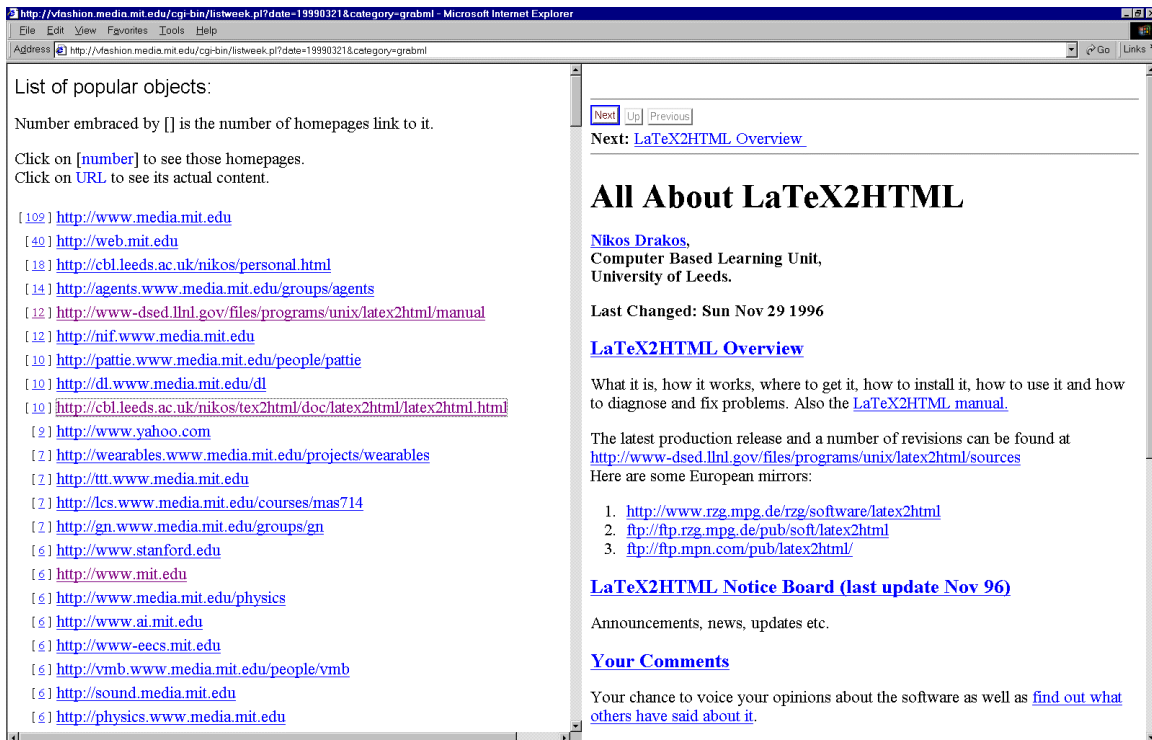 http://vfashion.media.mit.edu/cgi-bin/listweek.pl?date=19990321&category=grabml - Microsoft Internet Explorer
File Edit View Favorites Tools Help
Address http://vfashion.media.mit.edu/cgi-bin/listweek.pl?date=19990321&category=grabml Go Links
List of popular objects:
Number embraced by [] is the number of homepages link to it.
Click on [number] to see those homepages.
Click on URL to see its actual content.
[ 109 ] http://www.media.mit.edu
[ 40 ] http://web.mit.edu
[ 18 ] http://cbl.leeds.ac.uk/nikos/personal.html
[ 14 ] http://agents.www.media.mit.edu/groups/agents
[ 12 ] http://www-dsed.llnl.gov/files/programs/unix/latex2html/manual
[ 12 ] http://nif.www.media.mit.edu
[ 10 ] http://pattie.www.media.mit.edu/people/pattie
[ 10 ] http://dl.www.media.mit.edu/dl
[ 10 ] http://cbl.leeds.ac.uk/nikos/tex2html/doc/latex2html/latex2html.html
[ 9 ] http://www.yahoo.com
[ 7 ] http://wearables.www.media.mit.edu/projects/wearables
[ 7 ] http://ttt.www.media.mit.edu
[ 7 ] http://lcs.www.media.mit.edu/courses/mas714
[ 7 ] http://gn.www.media.mit.edu/groups/gn
[ 6 ] http://www.stanford.edu
[ 6 ] http://www.mit.edu
[ 6 ] http://www.media.mit.edu/physics
[ 6 ] http://www.ai.mit.edu
[ 6 ] http://www-eecs.mit.edu
[ 6 ] http://vmb.www.media.mit.edu/people/vmb
[ 6 ] http://sound.media.mit.edu
[ 6 ] http://physics.www.media.mit.edu
Next Up Previous
Next: LaTeX2HTML Overview
All About LaTeX2HTML
Nikos Drakos,
Computer Based Learning Unit,
University of Leeds.
Last Changed: Sun Nov 29 1996
LaTeX2HTML Overview
What it is, how it works, where to get it, how to install it, how to use it and how
to diagnose and fix problems. Also the LaTeX2HTML manual.
The latest production release and a number of revisions can be found at
http://www-dsed.llnl.gov/files/programs/unix/latex2html/sources
Here are some European mirrors:
1. http://www.rzg.mpg.de/rzg/software/latex2html
2. ftp://ftp.rzg.mpg.de/pub/soft/latex2html
3. ftp://ftp.mpn.com/pub/latex2html/
LaTeX2HTML Notice Board (last update Nov 96)
Announcements, news, updates etc.
Your Comments
Your chance to voice your opinions about the software as well as find out what
others have said about it.